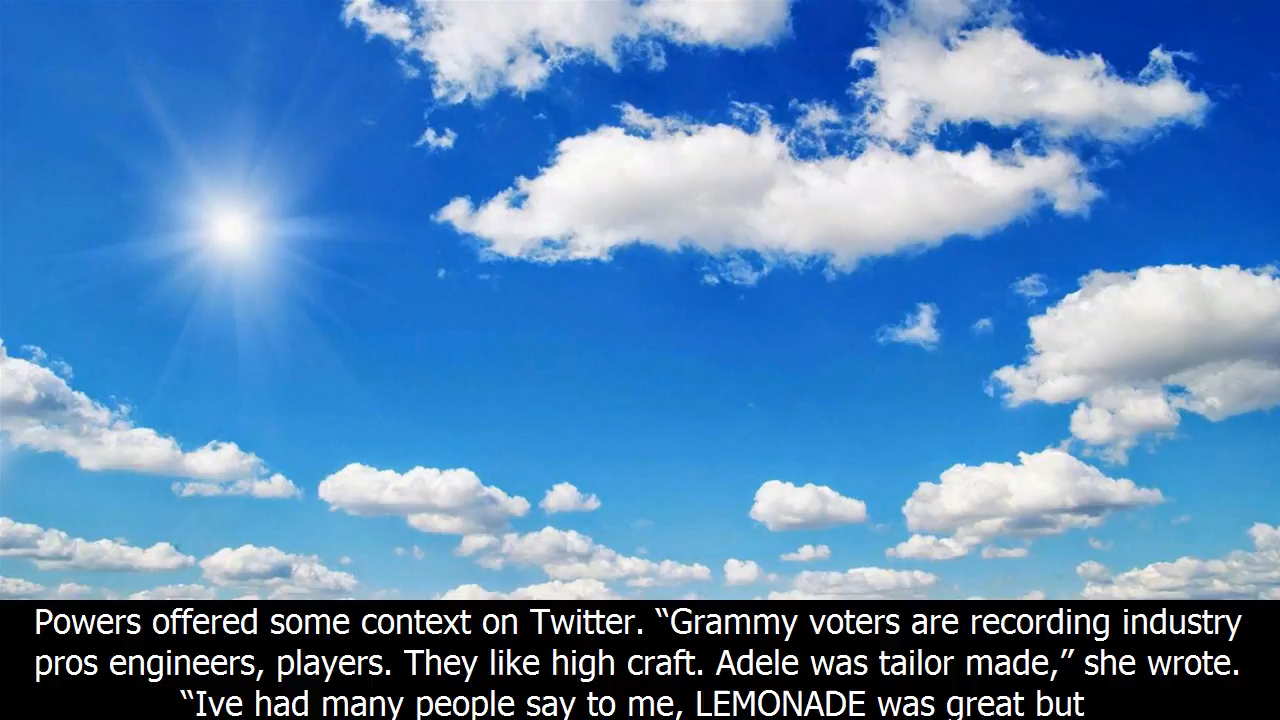 Powers offered some context on Twitter. “Grammy voters are recording industry
pros engineers, players. They like high craft. Adele was tailor made,” she wrote.
“Ive had many people say to me, LEMONADE was great but